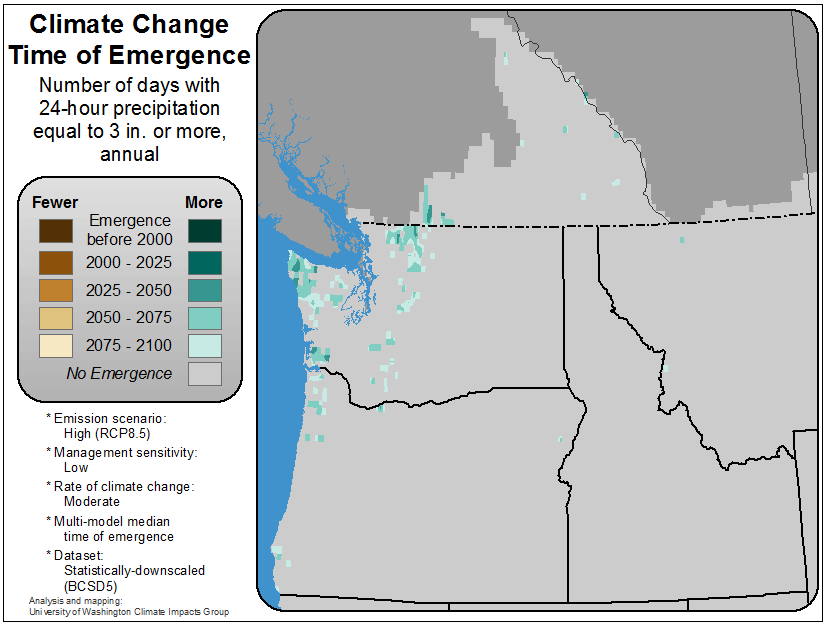 Climate Change
Time of Emergence
Number of days with
24-hour precipitation
equal to 3 in. or more,
annual
Fewer More
Emergence
before 2000
2000 - 2025
2025 - 2050
2050 - 2075
2075 - 2100
No Emergence
* Emission scenario:
High (RCP8.5)
* Management sensitivity:
Low
* Rate of climate change:
Moderate
* Multi-model median
time of emergence
* Dataset:
Statistically-downscaled
(BCSD5)
Analysis and mapping:
University of Washington Climate Impacts Group